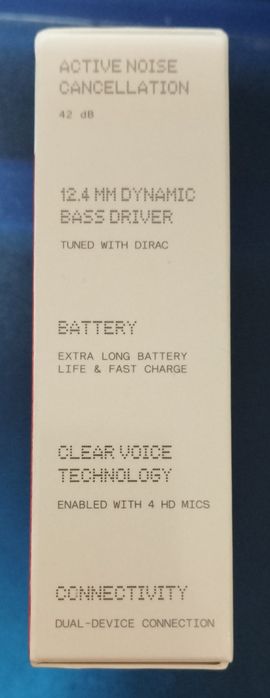 ACTIVE NOISE
CANCELLATION
42 dB
12.4 MM DYNAMIC
BASS DRIVER
TUNED WITH DIRAC
BATTERY
EXTRA LONG BATTERY
LIFE & FAST CHARGE
CLEAR VOICE
TECHNOLOGY
ENABLED WITH 4 HD MICS
CONNECTIVITY
DUAL-DEVICE CONNECTION